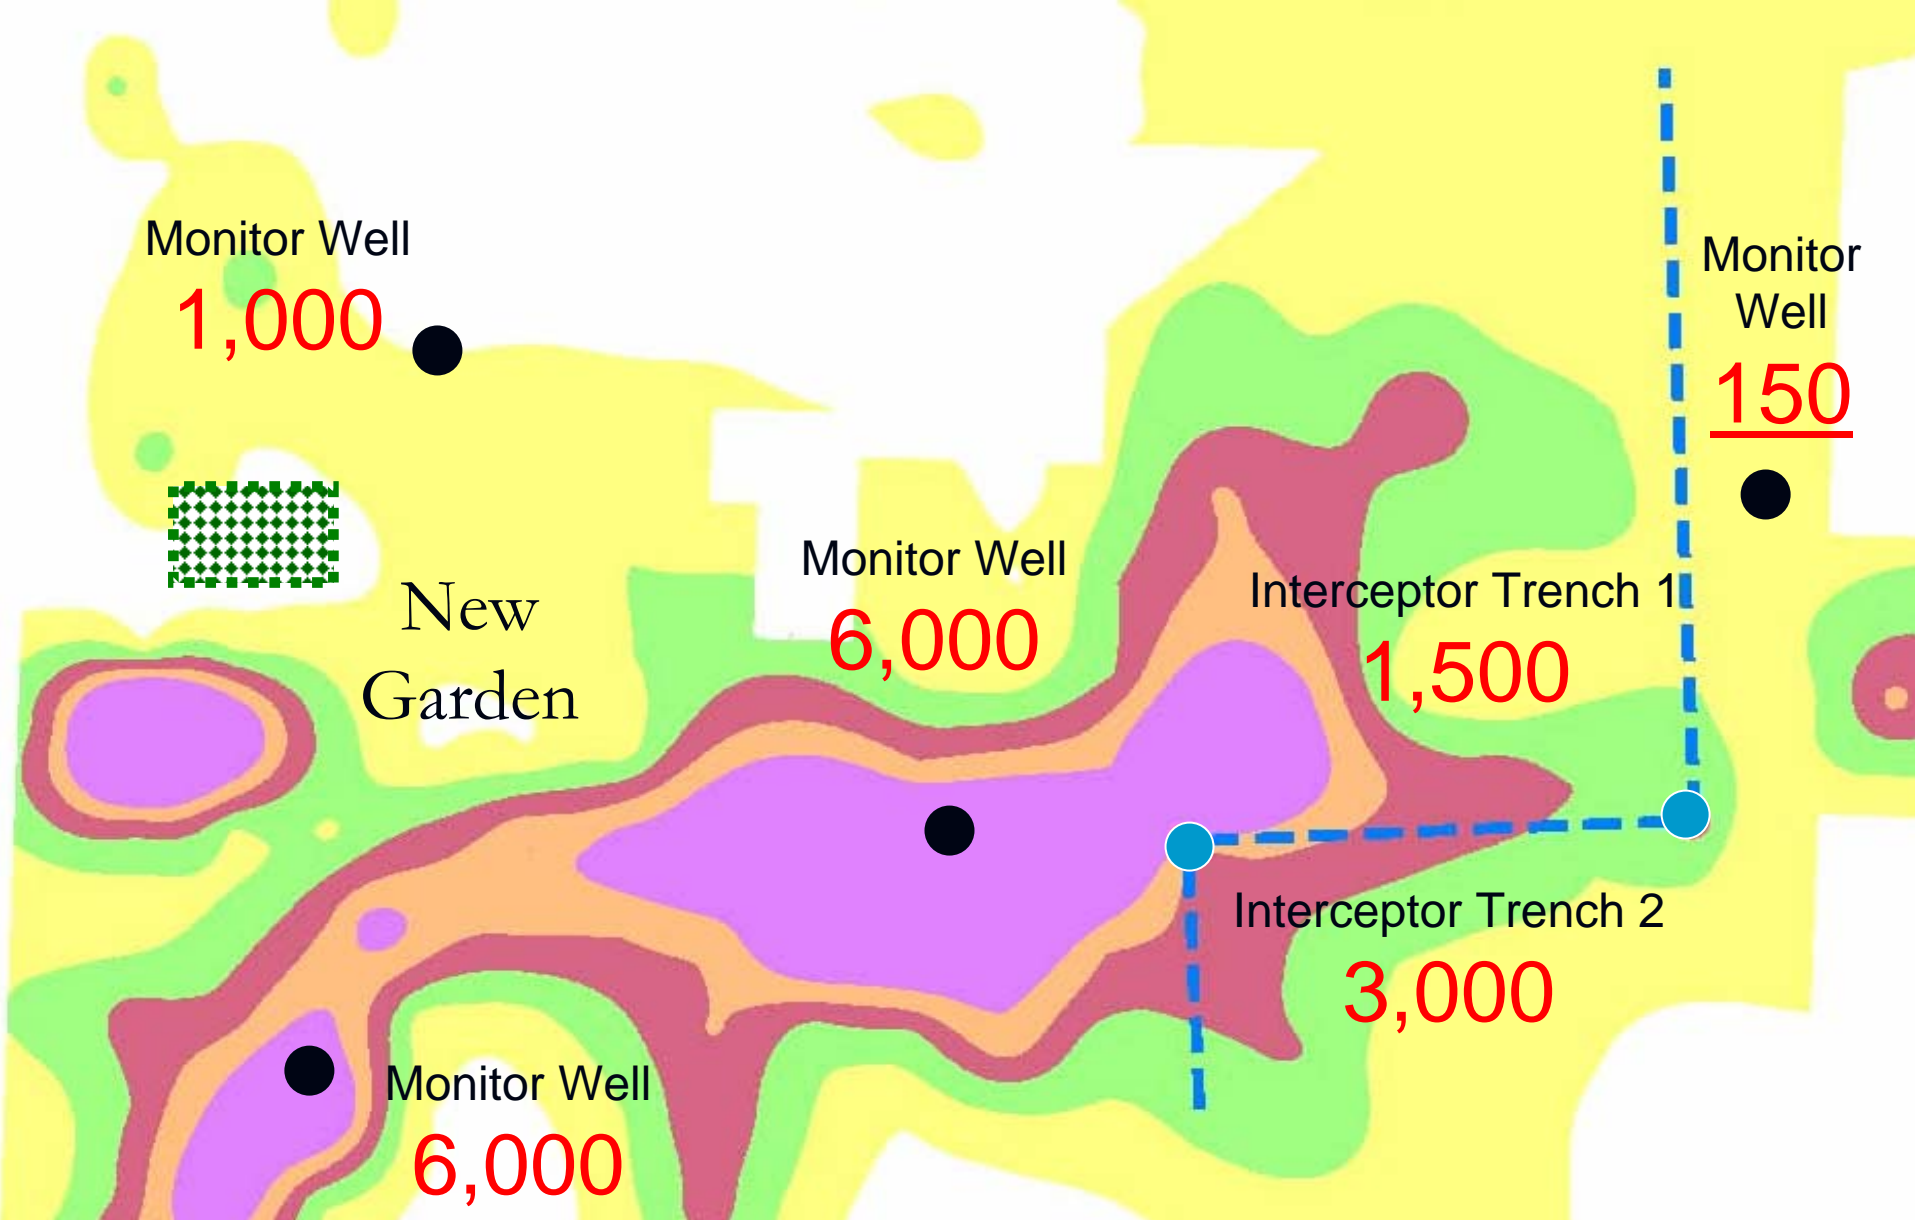 Monitor Well
1,000
Monitor
Well
150
Monitor Well
6,000
Interceptor Trench 1
1,500
New
Garden
Interceptor Trench 2
3,000
Monitor Well
6,000